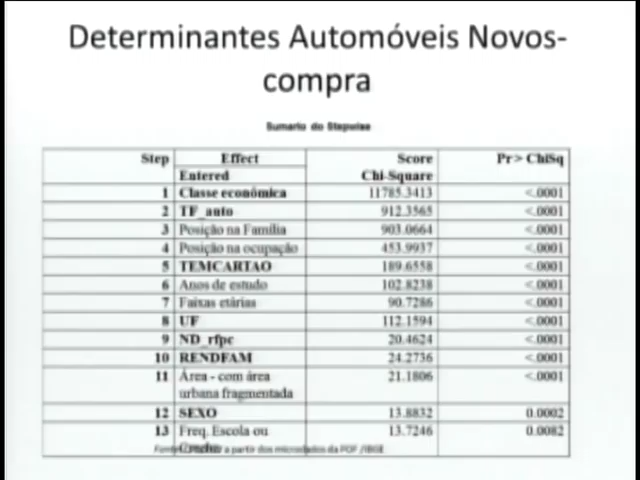 Determinantes Automóveis Novos-
compra
Sumario do Stepwise
Step Effect Score Pr > ChiSq
Entered Chi-Square
1 Classe econômica 11785.3413 <.0001
2 TF_auto 912.3565 <.0001
3 Posição na Família 903.0664 <.0001
4 Posição na ocupação 453.9937 <.0001
5 TEMCARTAO 189.6558 <.0001
6 Anos de estudo 102.8238 <.0001
7 Faixas etárias 90.7286 <.0001
8 UF 112.1594 <.0001
9 ND_rfpc 20.4624 <.0001
10 RENDFAM 24.2736 <.0001
11 Área - com área 21.1806 <.0001
urbana fragmentada
12 SEXO 13.8832 0.0002
13 Freq. Escola ou 13.7246 0.0082
a partir dos microdados da POF /IBGE